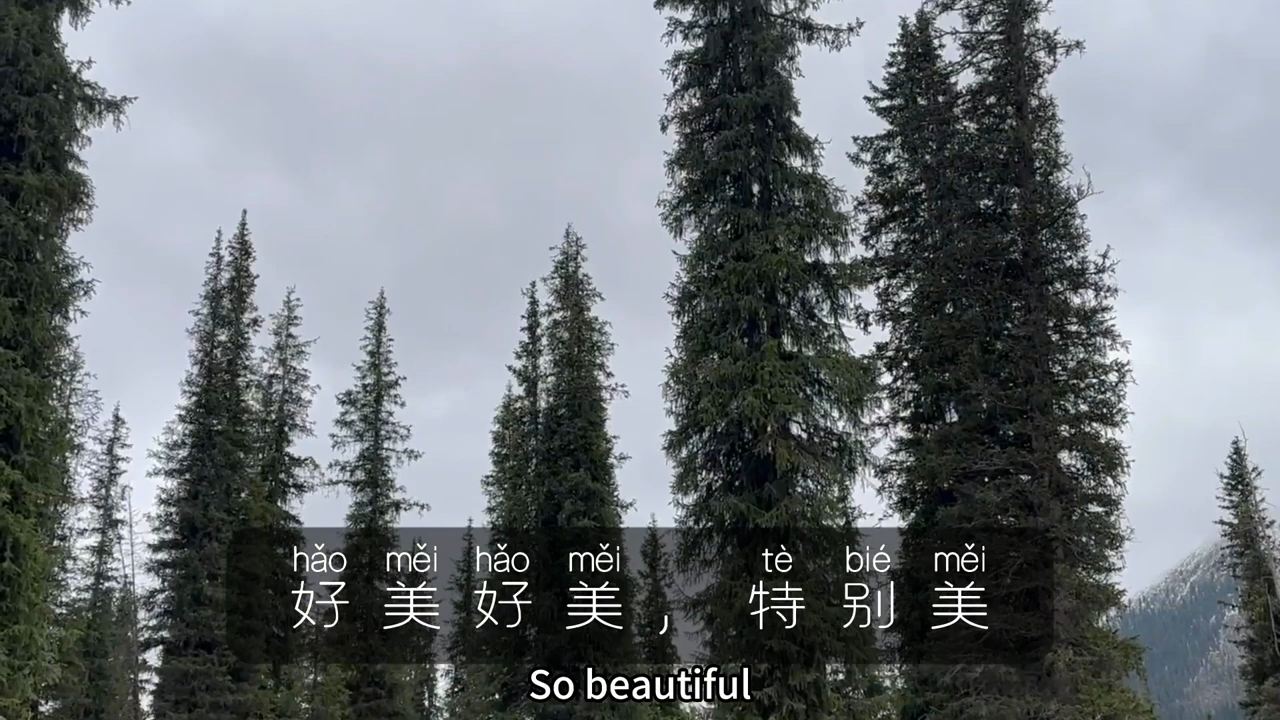 hǎo měi hǎo měi tè bié měi
好美好美，特别美
So beautiful